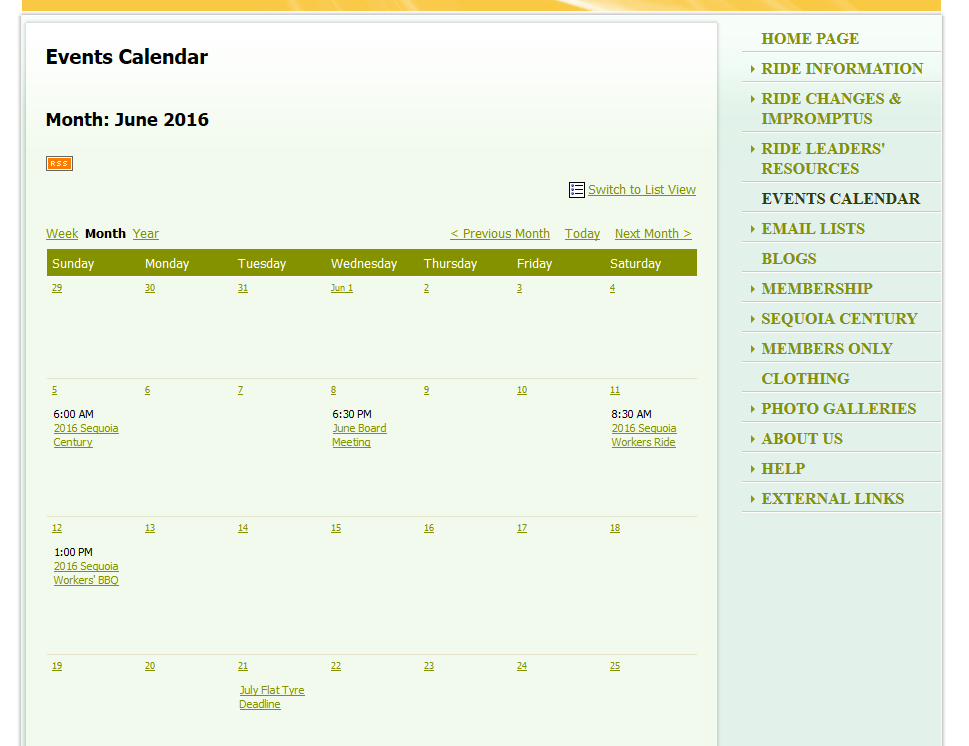 Events Calendar
Month: June 2016
RSS
Switch to List View
Week Month Year < Previous Month Today Next Month >
Sunday Monday Tuesday Wednesday Thursday Friday Saturday
29 30 31 Jun 1 2 3 4
5 6 7 8 9 10 11
6:00 AM 6:30 PM 8:30 AM
2016 Sequoia June Board 2016 Sequoia
Century Meeting Workers Ride
12 13 14 15 16 17 18
1:00 PM
2016 Sequoia
Workers' BBQ
19 20 21 22 23 24 25
July Flat Tyre
Deadline
HOME PAGE
RIDE INFORMATION
RIDE CHANGES &
IMPROMPTUS
RIDE LEADERS'
RESOURCES
EVENTS CALENDAR
EMAIL LISTS
BLOGS
MEMBERSHIP
SEQUOIA CENTURY
MEMBERS ONLY
CLOTHING
PHOTO GALLERIES
ABOUT US
HELP
EXTERNAL LINKS